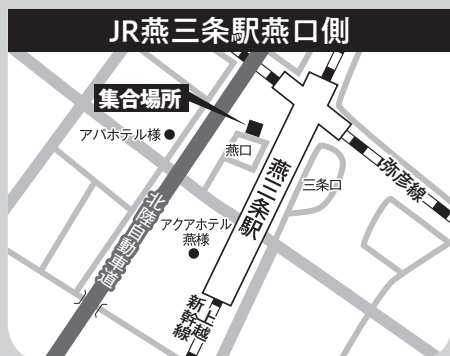 JR燕三条駅燕口側
集合場所
アパホテル様
燕口
三条口
弥彦線
燕三条駅
アクアホテル
燕様
北陸自動車道
上越
新幹線